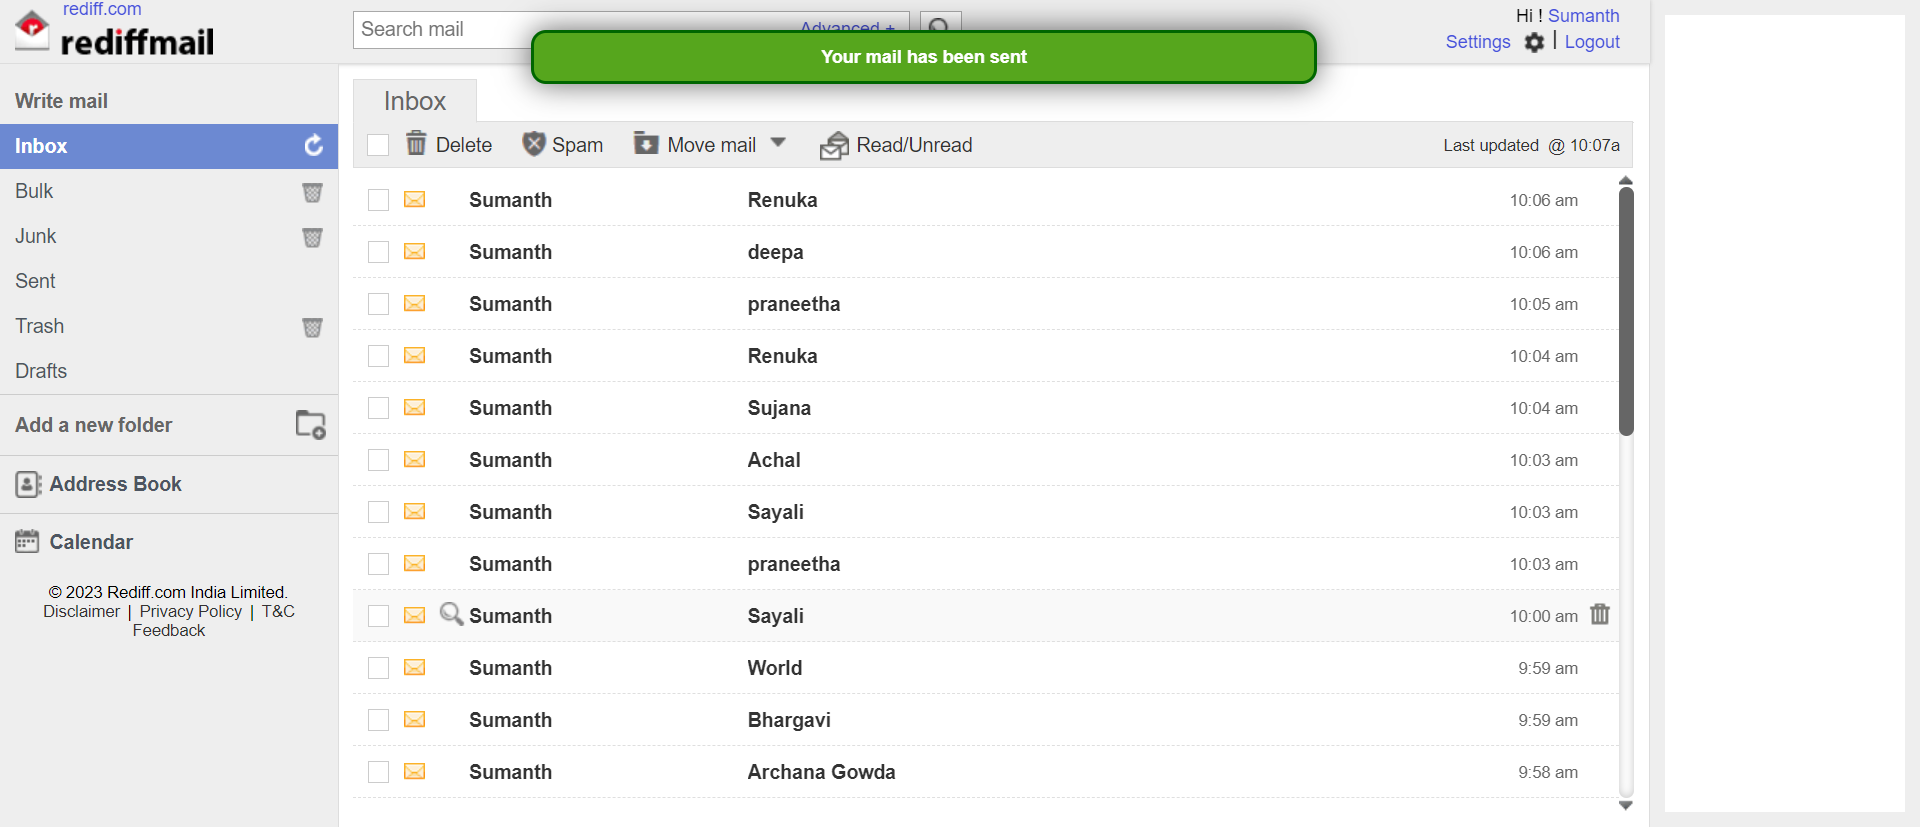 rediff.com
rediffmail
Search mail
Advanced +
Your mail has been sent
Hi ! Sumanth
Settings | Logout
Write mail
Inbox
Bulk
Junk
Sent
Trash
Drafts
Add a new folder
Address Book
Calendar
© 2023 Rediff.com India Limited.
Disclaimer | Privacy Policy | T&C
Feedback
Inbox
Delete Spam Move mail Read/Unread Last updated @ 10:07a
Sumanth Renuka 10:06 am
Sumanth deepa 10:06 am
Sumanth praneetha 10:05 am
Sumanth Renuka 10:04 am
Sumanth Sujana 10:04 am
Sumanth Achal 10:03 am
Sumanth Sayali 10:03 am
Sumanth praneetha 10:03 am
Sumanth Sayali 10:00 am
Sumanth World 9:59 am
Sumanth Bhargavi 9:59 am
Sumanth Archana Gowda 9:58 am